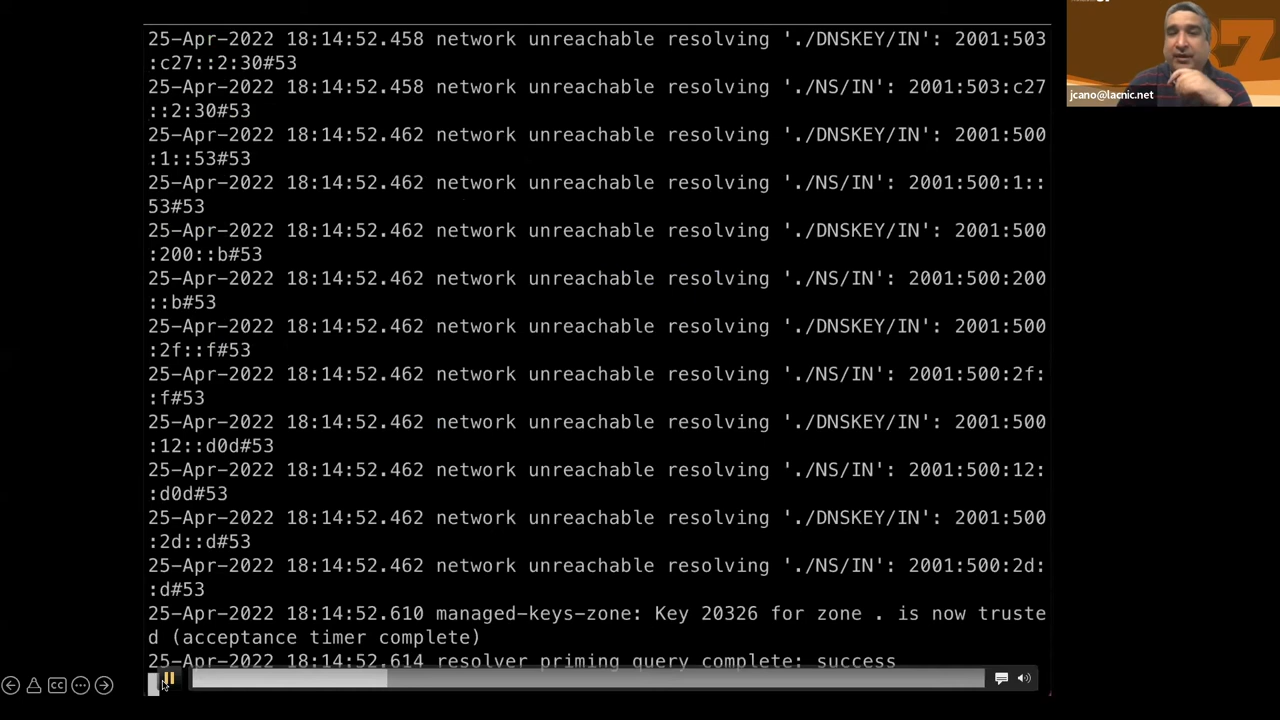 25-Apr-2022 18:14:52.458 network unreachable resolving './DNSKEY/IN': 2001:503
:c27::2:30#53
25-Apr-2022 18:14:52.458 network unreachable resolving './NS/IN': 2001:503:c27
::2:30#53
25-Apr-2022 18:14:52.462 network unreachable resolving './DNSKEY/IN': 2001:500
:1::53#53
25-Apr-2022 18:14:52.462 network unreachable resolving './NS/IN': 2001:500:1::
53#53
25-Apr-2022 18:14:52.462 network unreachable resolving './DNSKEY/IN': 2001:500
:200::b#53
25-Apr-2022 18:14:52.462 network unreachable resolving './NS/IN': 2001:500:200
::b#53
25-Apr-2022 18:14:52.462 network unreachable resolving './DNSKEY/IN': 2001:500
:2f::f#53
25-Apr-2022 18:14:52.462 network unreachable resolving './NS/IN': 2001:500:2f:
:f#53
25-Apr-2022 18:14:52.462 network unreachable resolving './DNSKEY/IN': 2001:500
:12::d0d#53
25-Apr-2022 18:14:52.462 network unreachable resolving './NS/IN': 2001:500:12:
:d0d#53
25-Apr-2022 18:14:52.462 network unreachable resolving './DNSKEY/IN': 2001:500
:2d::d#53
25-Apr-2022 18:14:52.462 network unreachable resolving './NS/IN': 2001:500:2d:
:d#53
25-Apr-2022 18:14:52.610 managed-keys-zone: Key 20326 for zone . is now truste
d (acceptance timer complete)
25-Apr-2022 18:14:52.614 resolver priming query complete: success
CC
jcano@lacnic.net